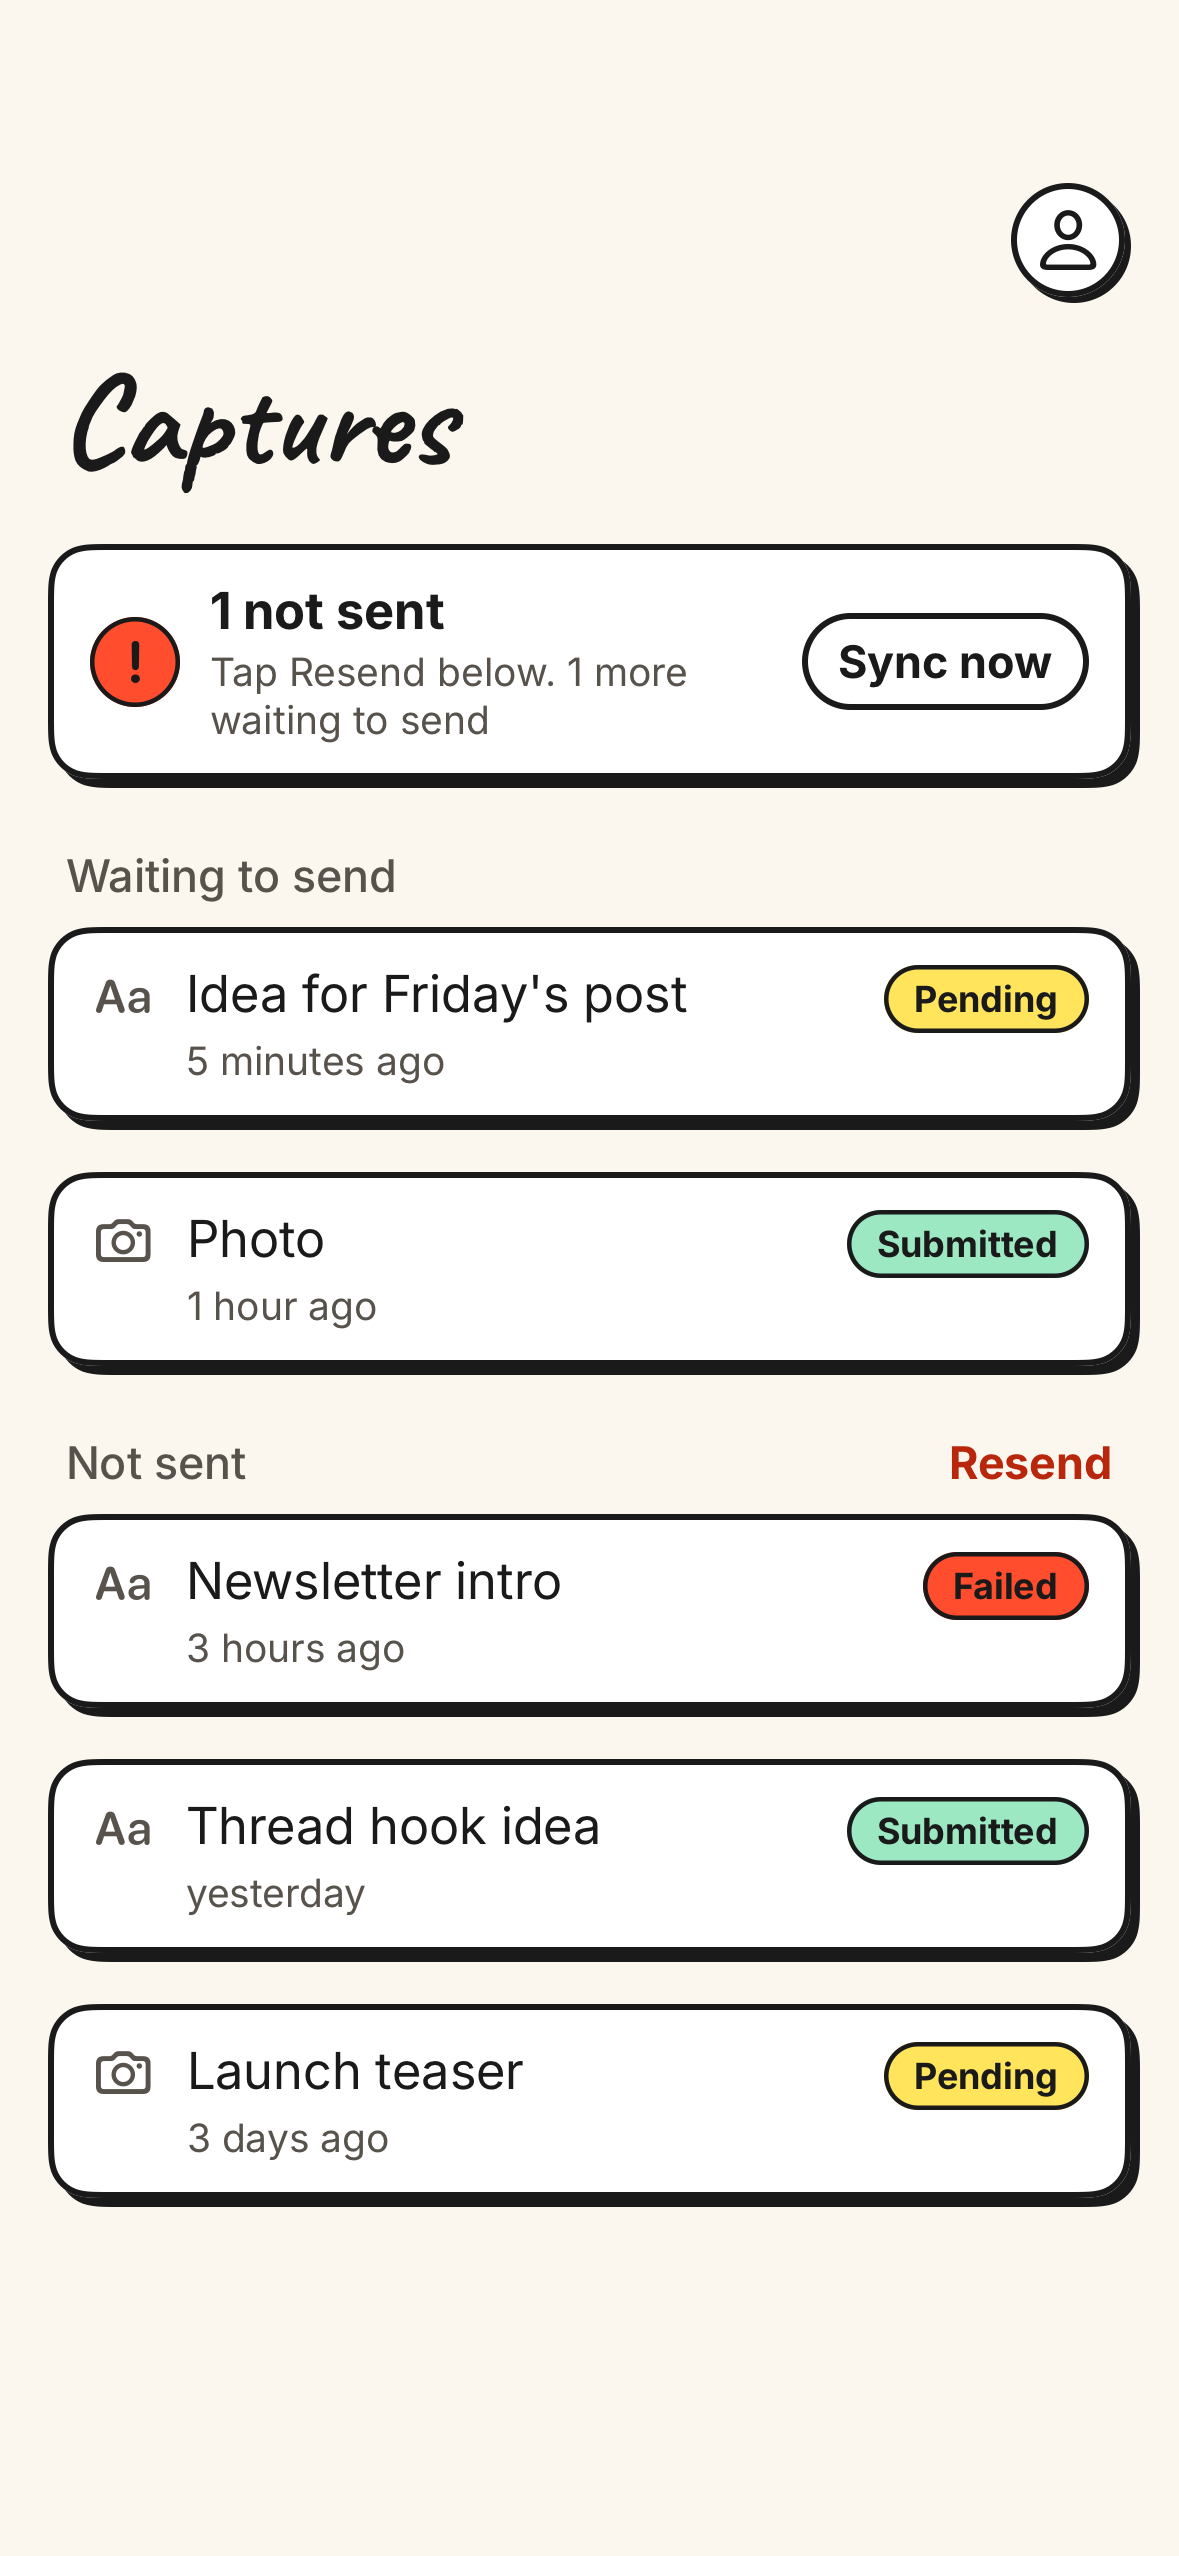 Captures
1 not sent
Tap Resend below. 1 more
waiting to send
Sync now
Waiting to send
Aa Idea for Friday's post Pending
5 minutes ago
Photo Submitted
1 hour ago
Not sent Resend
Aa Newsletter intro Failed
3 hours ago
Aa Thread hook idea Submitted
yesterday
Launch teaser Pending
3 days ago